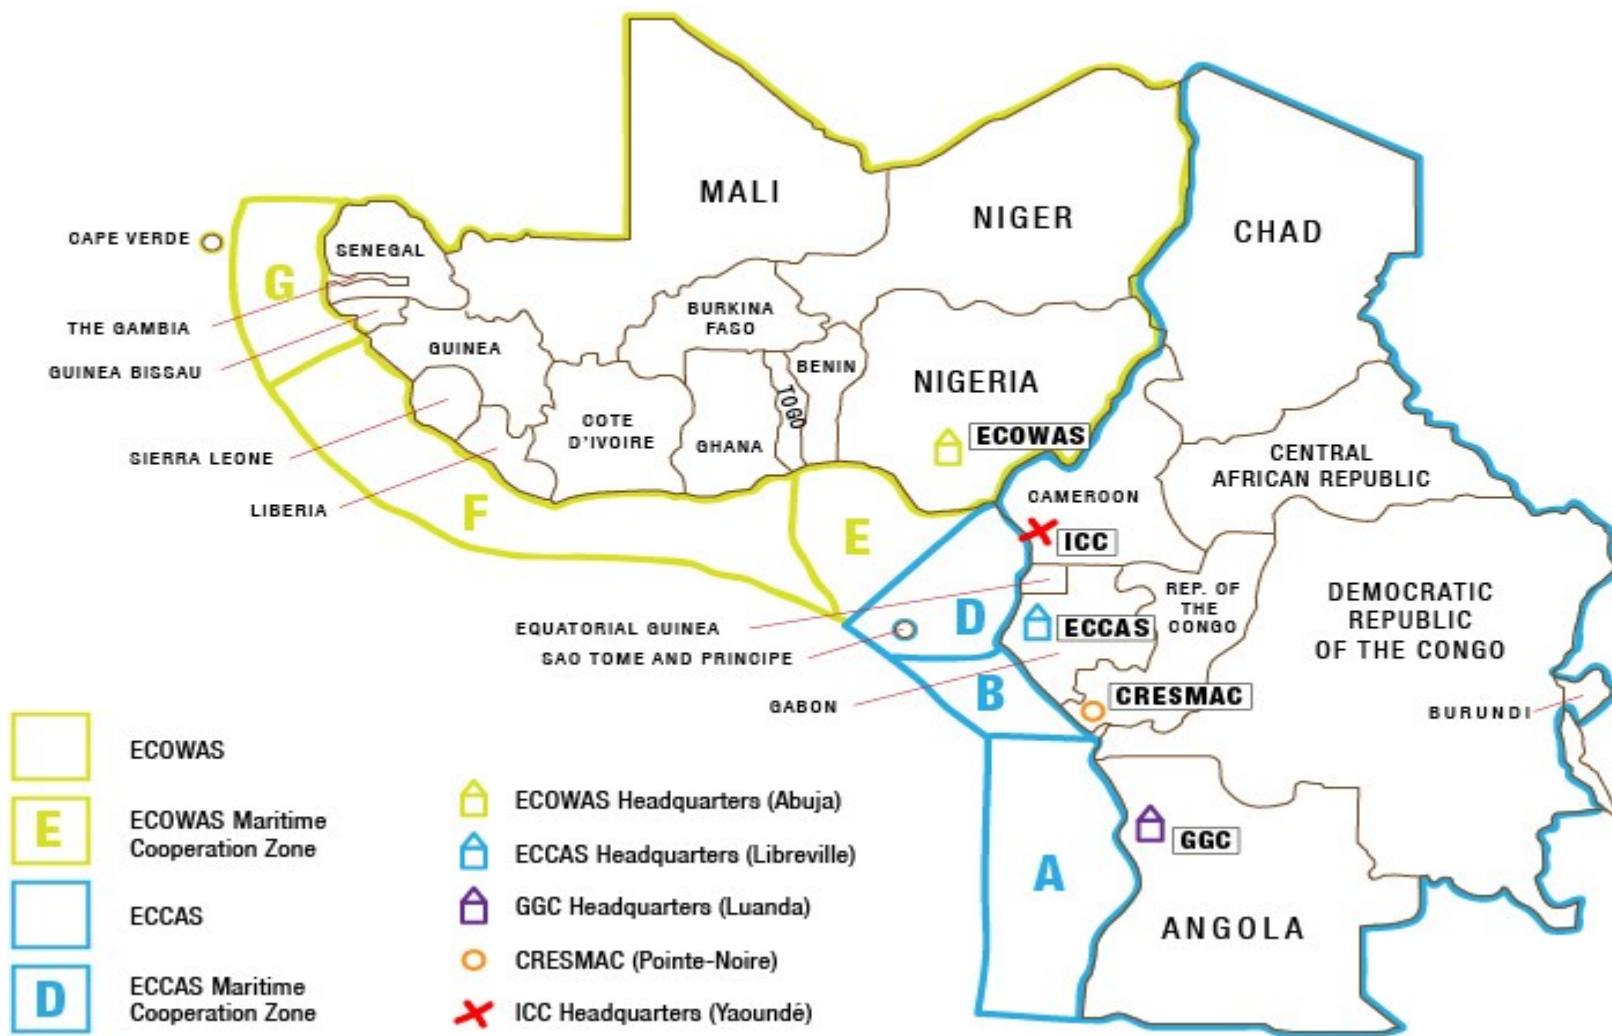 MALI
NIGER
CHAD
CAPE VERDE
SENEGAL
G
THE GAMBIA
BURKINA
FASO
GUINEA
GUINEA BISSAU
BENIN
NIGERIA
TOGO
COTE
D'IVOIRE
GHANA
ECOWAS
SIERRA LEONE
CENTRAL
AFRICAN REPUBLIC
LIBERIA
F
E
CAMEROON
ICC
REP. OF
THE
CONGO
DEMOCRATIC
REPUBLIC
OF THE CONGO
D
EQUATORIAL GUINEA
ECCAS
SAO TOME AND PRINCIPE
GABON
B
CRESMAC
BURUNDI
GGC
A
ANGOLA
ECOWAS
E
ECOWAS Maritime
Cooperation Zone
ECCAS
D
ECCAS Maritime
Cooperation Zone
ECOWAS Headquarters (Abuja)
ECCAS Headquarters (Libreville)
GGC Headquarters (Luanda)
CRESMAC (Pointe-Noire)
ICC Headquarters (Yaoundé)